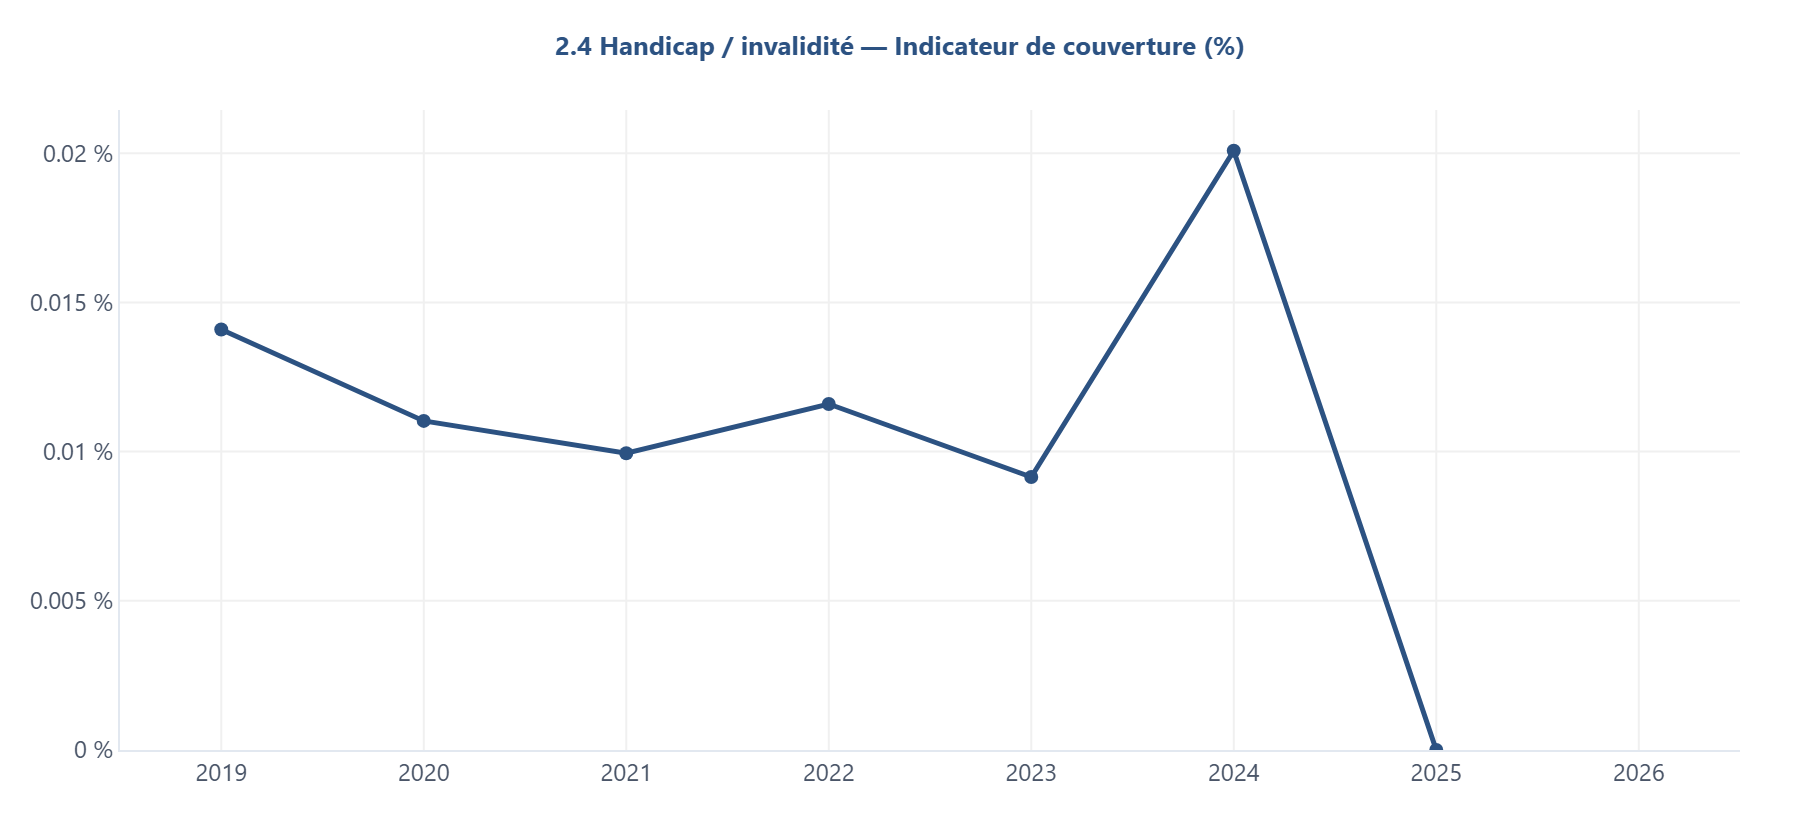 2.4 Handicap / invalidité — Indicateur de couverture (%)
0.02 %
0.015 %
0.01 %
0.005 %
0 %
2019 2020 2021 2022 2023 2024 2025 2026